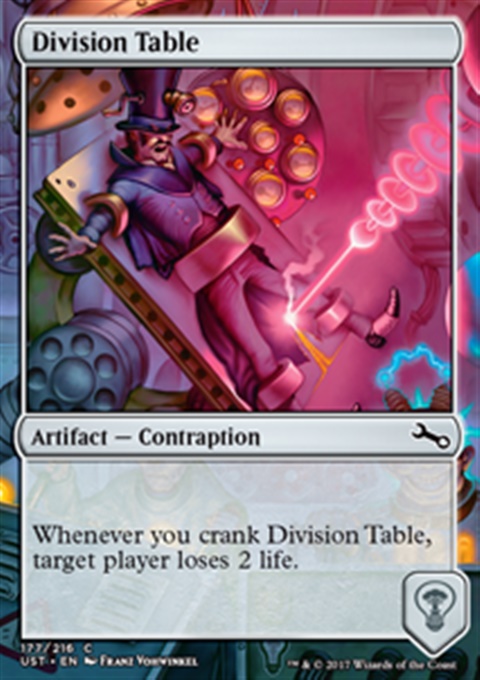 Division Table
Artifact — Contraption
Whenever you crank Division Table,
target player loses 2 life.
177/216 C
UST • EN Franz Vohwinkel
™ & © 2017 Wizards of the Coast